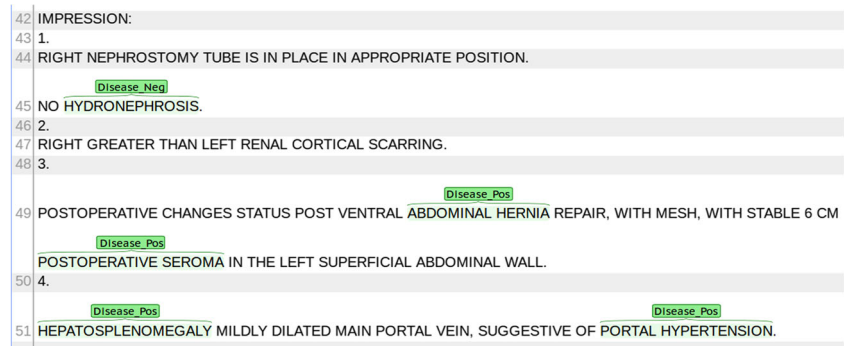 42 IMPRESSION:
43 1.
44 RIGHT NEPHROSTOMY TUBE IS IN PLACE IN APPROPRIATE POSITION.
Disease_Neg
45 NO HYDRONEPHROSIS.
46 2.
47 RIGHT GREATER THAN LEFT RENAL CORTICAL SCARRING.
48 3.
Disease_Pos
49 POSTOPERATIVE CHANGES STATUS POST VENTRAL ABDOMINAL HERNIA REPAIR, WITH MESH, WITH STABLE 6 CM
Disease_Pos
POSTOPERATIVE SEROMA IN THE LEFT SUPERFICIAL ABDOMINAL WALL.
50 4.
Disease_Pos Disease_Pos
51 HEPATOSPLENOMEGALY MILDLY DILATED MAIN PORTAL VEIN, SUGGESTIVE OF PORTAL HYPERTENSION.